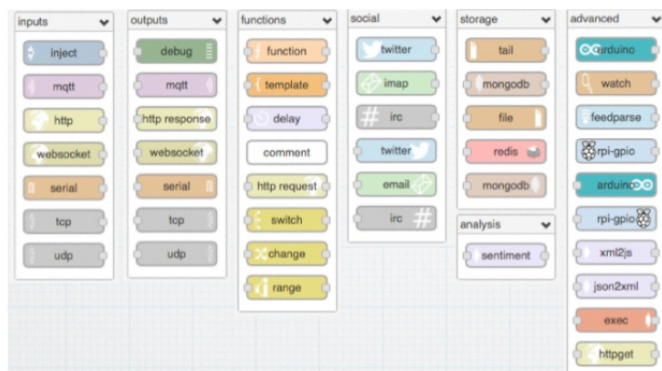 inputs
inject
mqtt
http
websocket
serial
tcp
udp
outputs
debug
mqtt
http response
websocket
serial
tcp
udp
functions
function
template
delay
comment
http request
switch
change
range
social
twitter
imap
irc
twitter
email
irc
storage
tail
mongodb
file
redis
mongodb
analysis
sentiment
advanced
arduino
watch
feedparse
rpi-gpio
arduino
rpi-gpio
xml2js
json2xml
exec
httpget